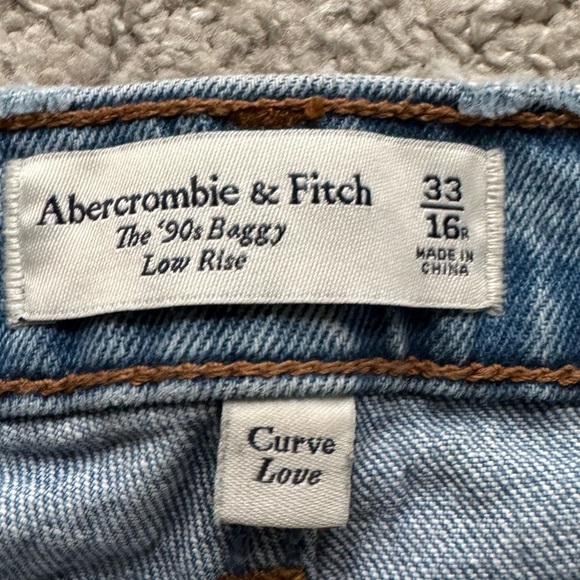 Abercrombie & Fitch
The '90s Baggy
Low Rise
33
16R
MADE IN
CHINA
Curve
Love